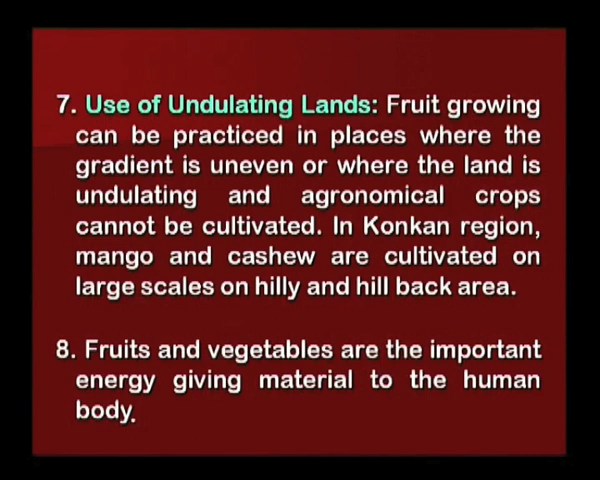 7. Use of Undulating Lands: Fruit growing
can be practiced in places where the
gradient is uneven or where the land is
undulating and agronomical crops
cannot be cultivated. In Konkan region,
mango and cashew are cultivated on
large scales on hilly and hill back area.
8. Fruits and vegetables are the important
energy giving material to the human
body.